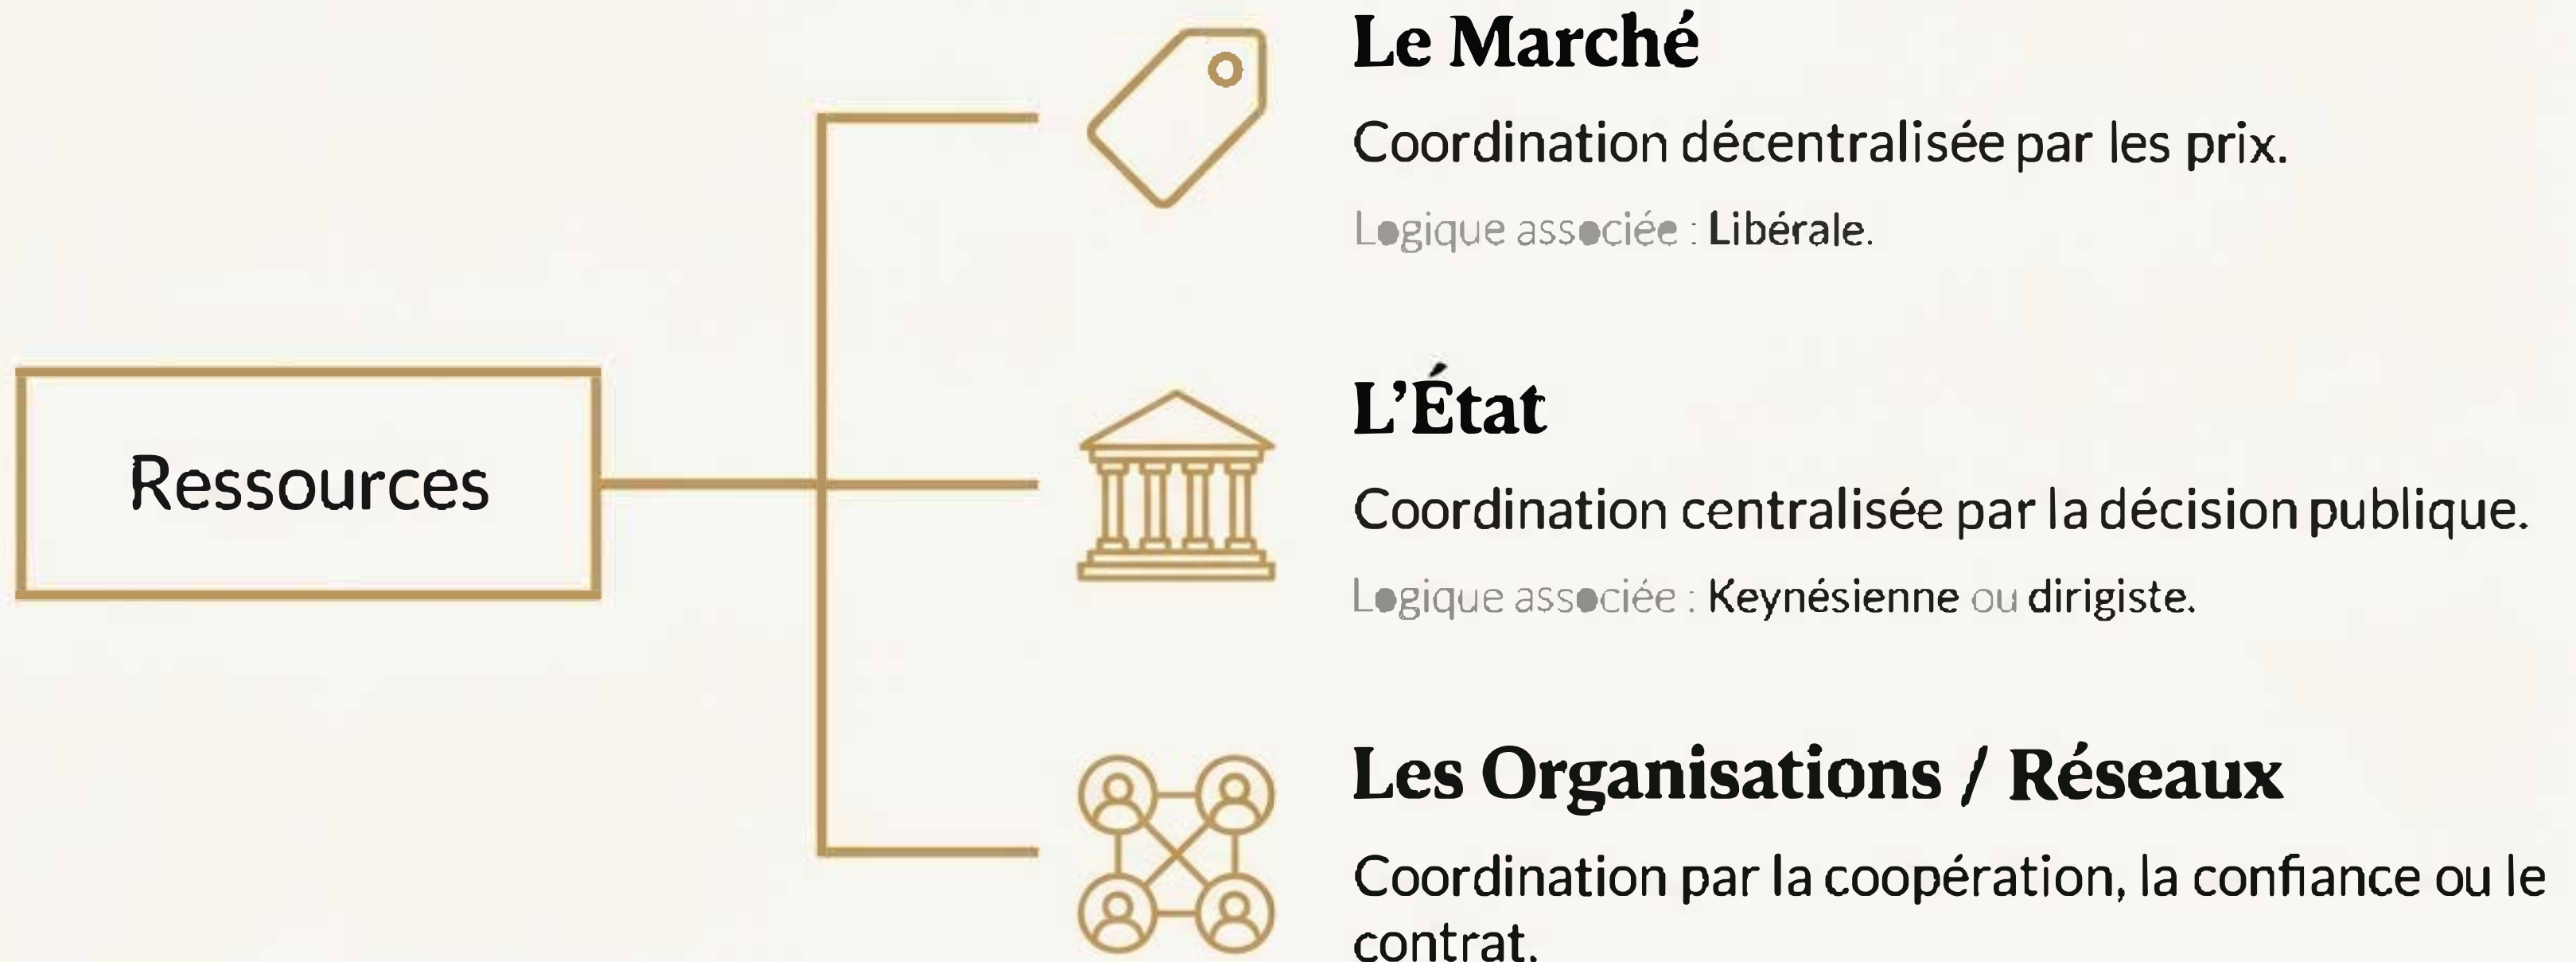 Le Marché
Coordination décentralisée par les prix.
Logique associée : Libérale.
L’État
Ressources
Coordination centralisée par la décision publique.
Logique associée : Keynésienne ou dirigiste.
Les Organisations / Réseaux
Coordination par la coopération, la confiance ou le
contrat.